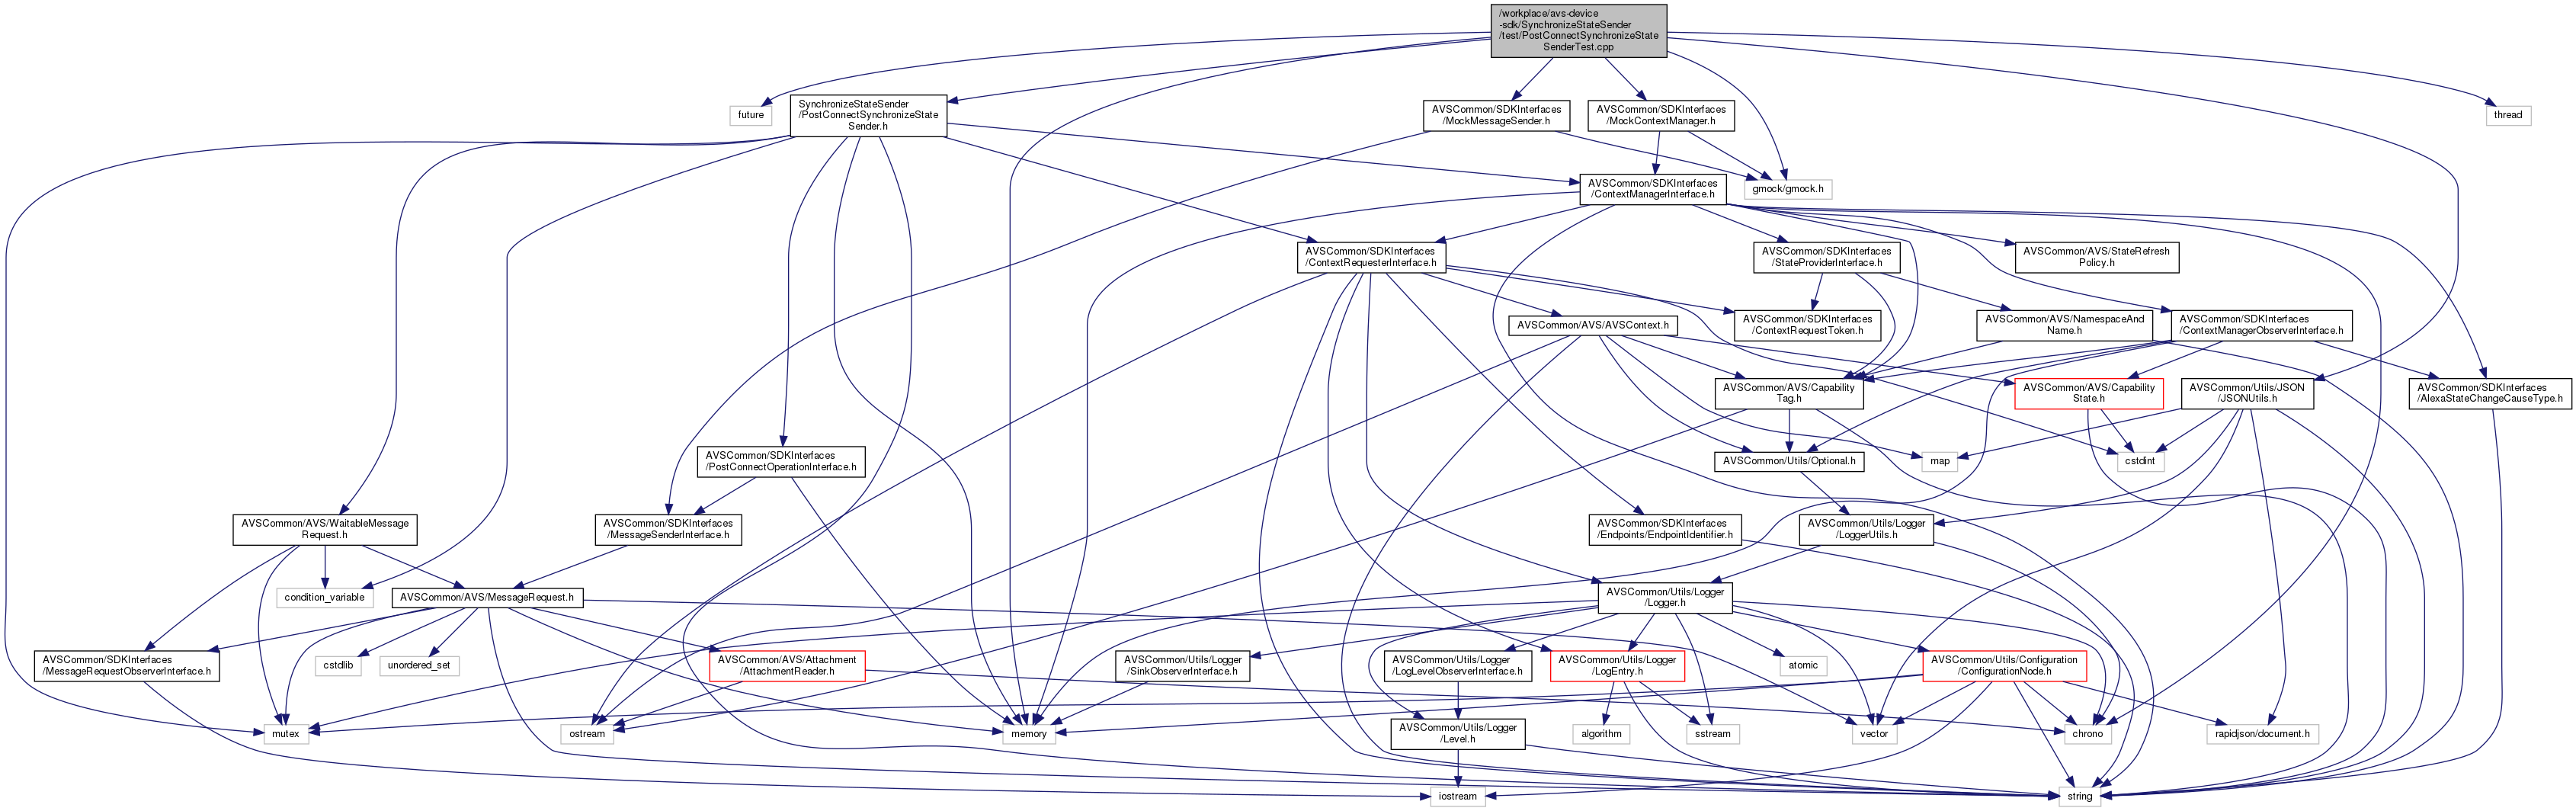 /workplace/avs-device
-sdk/SynchronizeStateSender
/test/PostConnectSynchronizeState
SenderTest.cpp
future
SynchronizeStateSender
/PostConnectSynchronizeState
Sender.h
AVSCommon/SDKInterfaces
/MockMessageSender.h
AVSCommon/SDKInterfaces
/MockContextManager.h
thread
AVSCommon/SDKInterfaces
/ContextManagerInterface.h
gmock/gmock.h
AVSCommon/SDKInterfaces
/ContextRequesterInterface.h
AVSCommon/SDKInterfaces
/StateProviderInterface.h
AVSCommon/AVS/StateRefresh
Policy.h
AVSCommon/AVS/AVSContext.h
AVSCommon/SDKInterfaces
/ContextRequestToken.h
AVSCommon/AVS/NamespaceAnd
Name.h
AVSCommon/SDKInterfaces
/ContextManagerObserverInterface.h
AVSCommon/AVS/Capability
Tag.h
AVSCommon/AVS/Capability
State.h
AVSCommon/Utils/JSON
/JSONUtils.h
AVSCommon/SDKInterfaces
/AlexaStateChangeCauseType.h
AVSCommon/SDKInterfaces
/PostConnectOperationInterface.h
AVSCommon/Utils/Optional.h
map
cstdint
AVSCommon/AVS/WaitableMessage
Request.h
AVSCommon/SDKInterfaces
/MessageSenderInterface.h
AVSCommon/SDKInterfaces
/Endpoints/EndpointIdentifier.h
AVSCommon/Utils/Logger
/LoggerUtils.h
condition_variable
AVSCommon/AVS/MessageRequest.h
AVSCommon/Utils/Logger
/Logger.h
AVSCommon/SDKInterfaces
/MessageRequestObserverInterface.h
cstdlib
unordered_set
AVSCommon/AVS/Attachment
/AttachmentReader.h
AVSCommon/Utils/Logger
/SinkObserverInterface.h
AVSCommon/Utils/Logger
/LogLevelObserverInterface.h
AVSCommon/Utils/Logger
/LogEntry.h
atomic
AVSCommon/Utils/Configuration
/ConfigurationNode.h
mutex
ostream
memory
AVSCommon/Utils/Logger
/Level.h
algorithm
sstream
vector
chrono
rapidjson/document.h
iostream
string